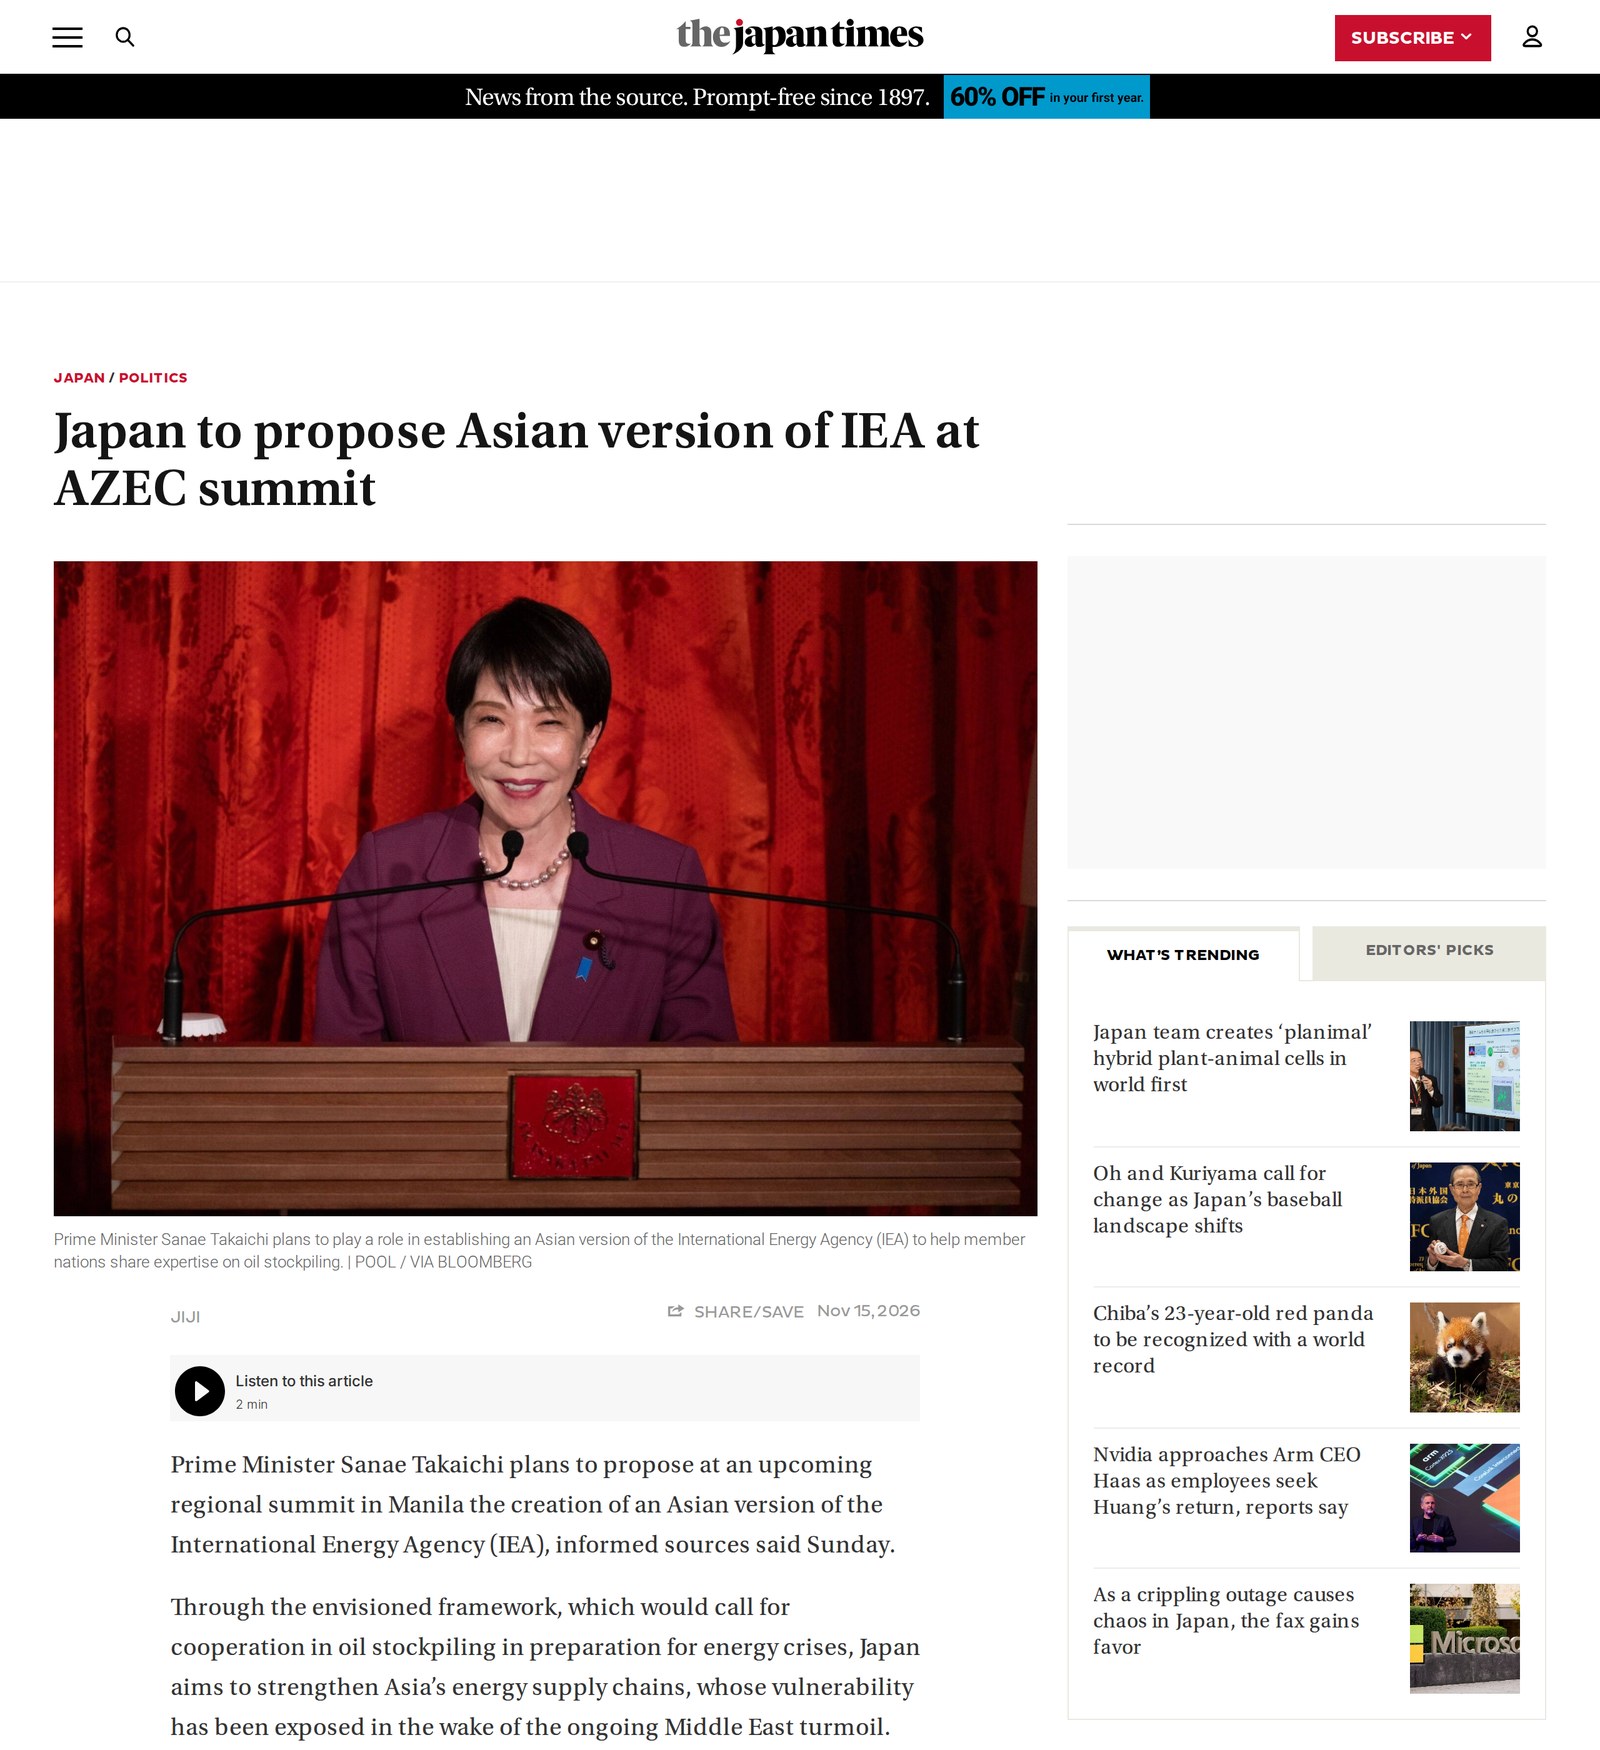 the japan times
SUBSCRIBE
News from the source. Prompt-free since 1897.
60% OFF in your first year.
JAPAN / POLITICS
Japan to propose Asian version of IEA at
AZEC summit
Prime Minister Sanae Takaichi plans to play a role in establishing an Asian version of the International Energy Agency (IEA) to help member
nations share expertise on oil stockpiling. | POOL / VIA BLOOMBERG
JIJI
SHARE/SAVE
Nov 15, 2026
Listen to this article
2 min
Prime Minister Sanae Takaichi plans to propose at an upcoming
regional summit in Manila the creation of an Asian version of the
International Energy Agency (IEA), informed sources said Sunday.
Through the envisioned framework, which would call for
cooperation in oil stockpiling in preparation for energy crises, Japan
aims to strengthen Asia’s energy supply chains, whose vulnerability
has been exposed in the wake of the ongoing Middle East turmoil.
WHAT’S TRENDING
EDITORS' PICKS
Japan team creates ‘planimal’
hybrid plant-animal cells in
world first
Oh and Kuriyama call for
change as Japan’s baseball
landscape shifts
Chiba’s 23-year-old red panda
to be recognized with a world
record
Nvidia approaches Arm CEO
Haas as employees seek
Huang’s return, reports say
arm
As a crippling outage causes
chaos in Japan, the fax gains
favor
Microso